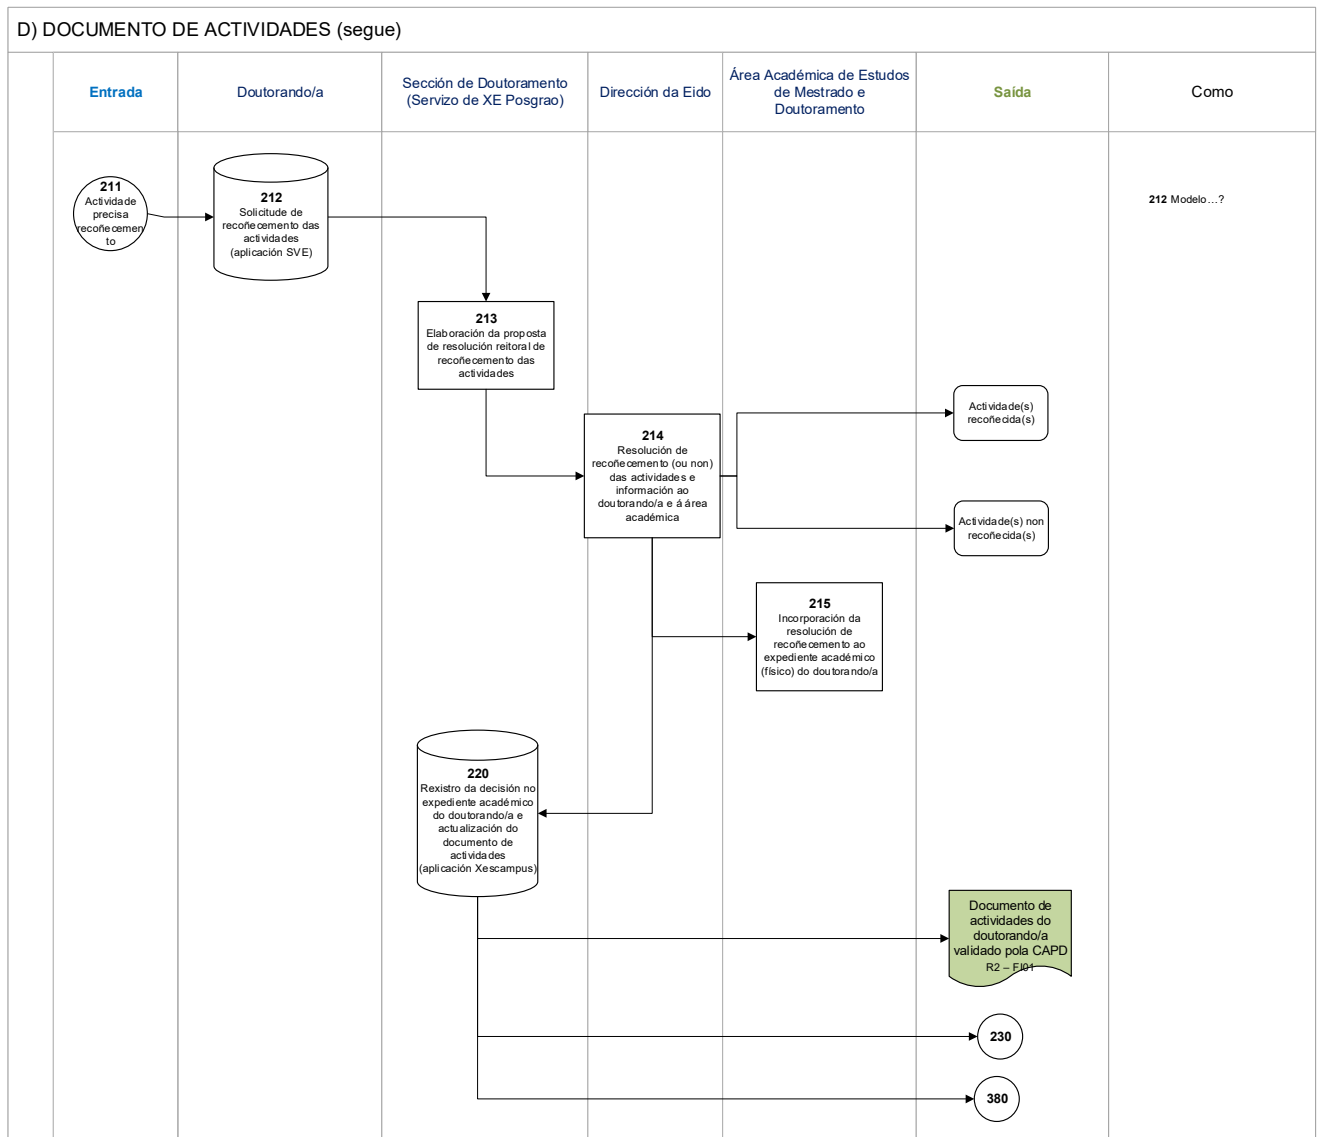 D) DOCUMENTO DE ACTIVIDADES (segue)
Entrada
Doutorando/a
Sección de Doutoramento
(Servizo de XE Posgrao)
Dirección da Eido
Área Académica de Estudos
de Mestrado e
Doutoramento
Saída
Como
211
Actividade
precisa
recoñecemen
to
212
Solicitude de
recoñecemento das
actividades
(aplicación SVE)
212 Modelo…?
213
Elaboración da proposta
de resolución reitoral de
recoñecemento das
actividades
214
Resolución de
recoñecemento (ou non)
das actividades e
información ao
doutorando/a e á área
académica
Actividade(s)
recoñecida(s)
Actividade(s) non
recoñecida(s)
215
Incorporación da
resolución de
recoñecemento ao
expediente académico
(físico) do doutorando/a
220
Rexistro da decisión no
expediente académico
do doutorando/a e
actualización do
documento de
actividades
(aplicación Xescampus)
Documento de
actividades do
doutorando/a
validado pola CAPD
R2 – FI01
230
380